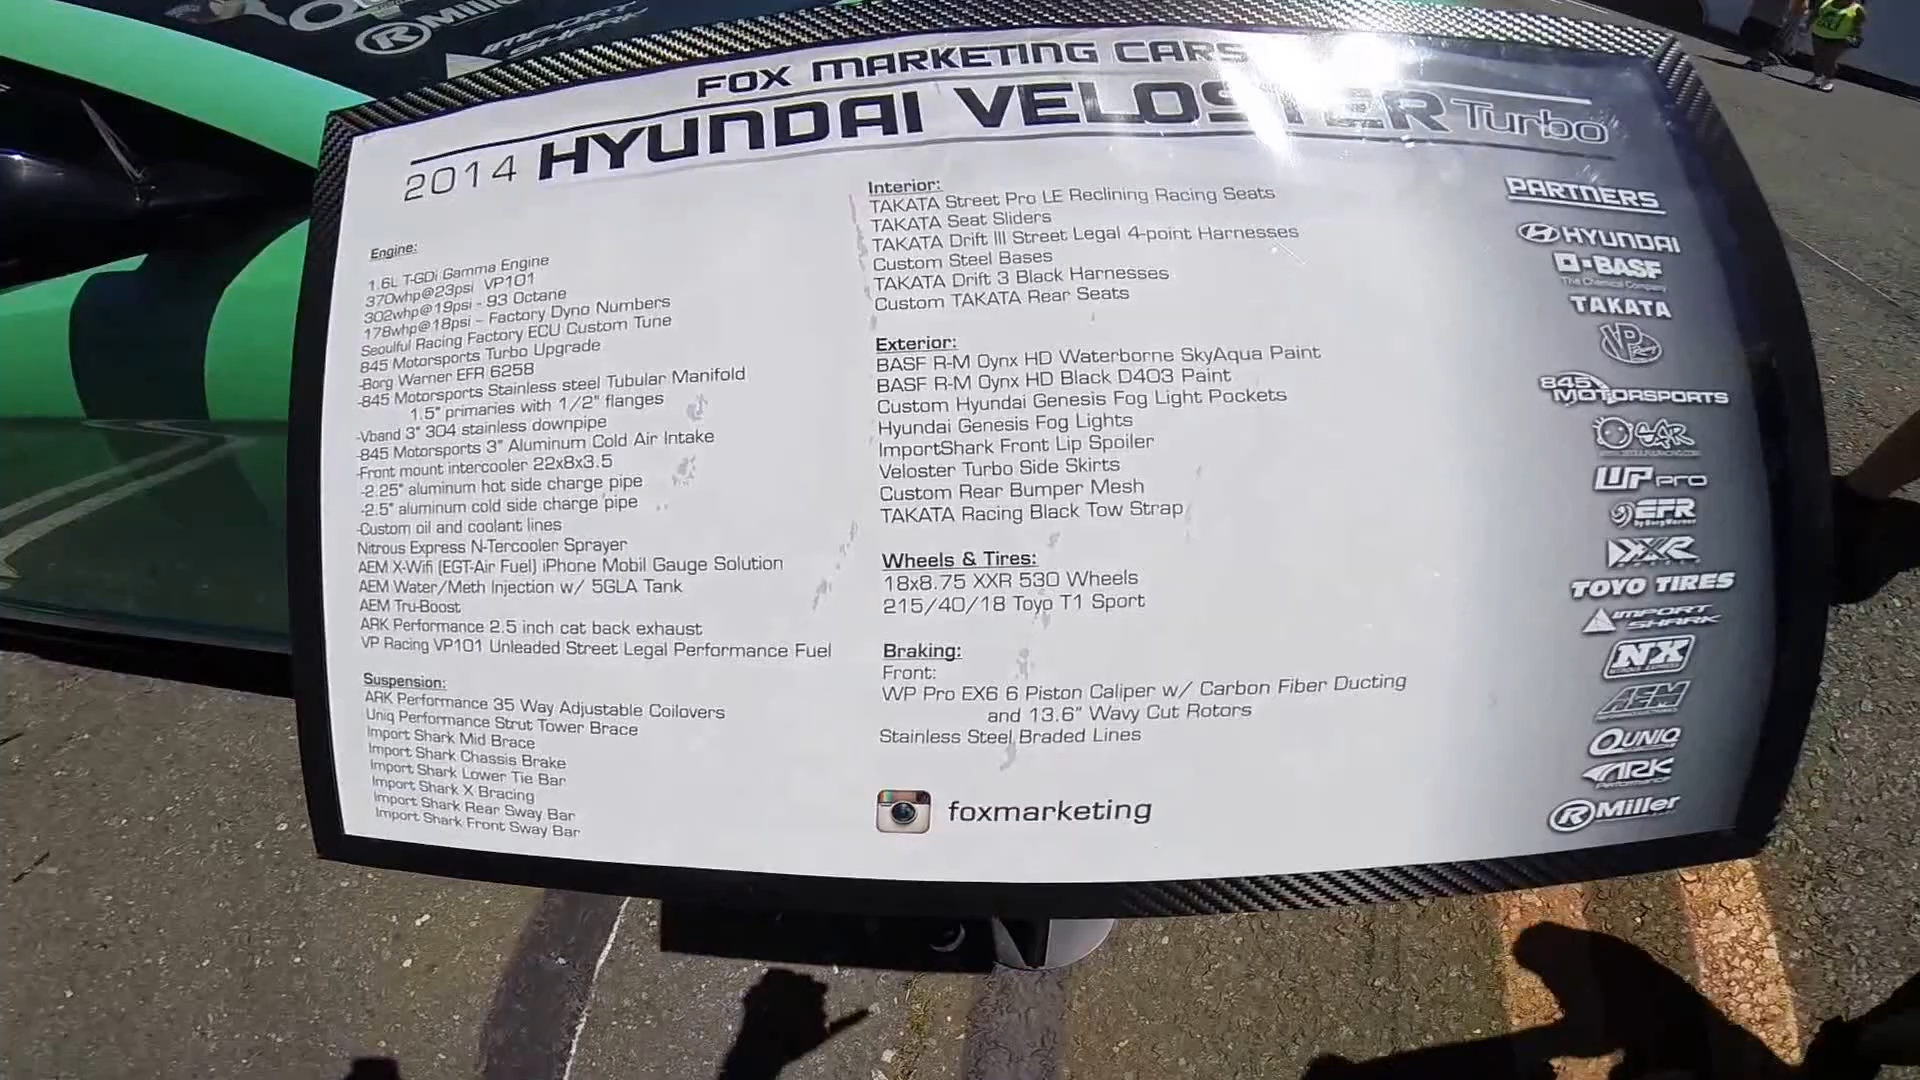 Miller
IMPORT
SHARK
FOX MARKETING CARS
2014 HYUNDAI VELOSTER Turbo
Engine:
1.6L T-GDi Gamma Engine
370whp@23psi VP101
302whp@19psi - 93 Octane
178whp@18psi - Factory Dyno Numbers
Seoulful Racing Factory ECU Custom Tune
845 Motorsports Turbo Upgrade
-Borg Warner EFR 6258
-845 Motorsports Stainless steel Tubular Manifold
1.5" primaries with 1/2" flanges
-Vband 3" 304 stainless downpipe
-845 Motorsports 3" Aluminum Cold Air Intake
-Front mount intercooler 22x8x3.5
-2.25" aluminum hot side charge pipe
-2.5" aluminum cold side charge pipe
-Custom oil and coolant lines
Nitrous Express N-Tercooler Sprayer
AEM X-Wifi (EGT-Air Fuel) iPhone Mobil Gauge Solution
AEM Water/Meth Injection w/ 5GLA Tank
AEM Tru-Boost
ARK Performance 2.5 inch cat back exhaust
VP Racing VP101 Unleaded Street Legal Performance Fuel
Suspension:
ARK Performance 35 Way Adjustable Coilovers
Uniq Performance Strut Tower Brace
Import Shark Mid Brace
Import Shark Chassis Brake
Import Shark Lower Tie Bar
Import Shark X Bracing
Import Shark Rear Sway Bar
Import Shark Front Sway Bar
Interior:
TAKATA Street Pro LE Reclining Racing Seats
TAKATA Seat Sliders
TAKATA Drift III Street Legal 4-point Harnesses
Custom Steel Bases
TAKATA Drift 3 Black Harnesses
Custom TAKATA Rear Seats
Exterior:
BASF R-M Oynx HD Waterborne SkyAqua Paint
BASF R-M Oynx HD Black D403 Paint
Custom Hyundai Genesis Fog Light Pockets
Hyundai Genesis Fog Lights
ImportShark Front Lip Spoiler
Veloster Turbo Side Skirts
Custom Rear Bumper Mesh
TAKATA Racing Black Tow Strap
Wheels & Tires:
18x8.75 XXR 530 Wheels
215/40/18 Toyo T1 Sport
Braking:
Front:
WP Pro EX6 6 Piston Caliper w/ Carbon Fiber Ducting
and 13.6" Wavy Cut Rotors
Stainless Steel Braded Lines
foxmarketing
PARTNERS
HYUNDAI
BASF
The Chemical Company
TAKATA
VP Racing
845
MOTORSPORTS
WP PRO
EFR
by BorgWarner
XXR
TOYO TIRES
IMPORT
SHARK
NX
NITROUS EXPRESS
AEM
QUNIQ
ARK
Performance
Miller